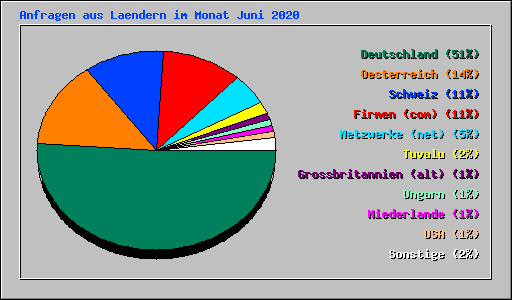 Anfragen aus Laendern im Monat Juni 2020
Deutschland (51%)
Oesterreich (14%)
Schweiz (11%)
Firmen (com) (11%)
Netzwerke (net) (5%)
Tuvalu (2%)
Grossbritannien (alt) (1%)
Ungarn (1%)
Niederlande (1%)
USA (1%)
Sonstige (2%)